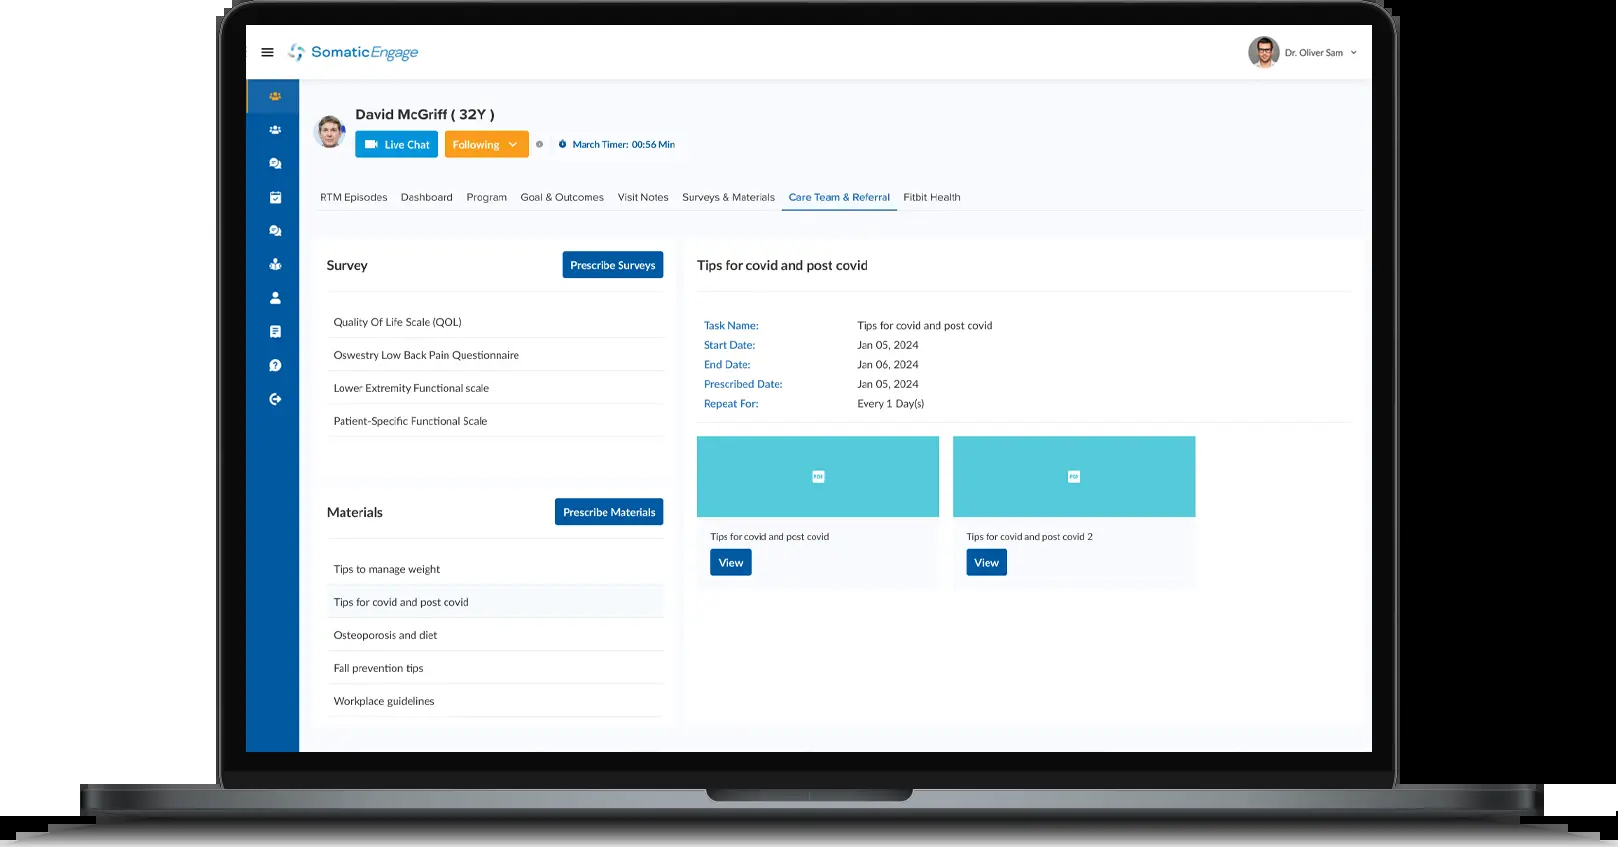 SomaticEngage
Dr. Oliver Sam
David McGriff ( 32Y )
Live Chat
Following
March Timer: 00:56 Min
RTM Episodes
Dashboard
Program
Goal & Outcomes
Visit Notes
Surveys & Materials
Care Team & Referral
Fitbit Health
Survey
Prescribe Surveys
Quality Of Life Scale (QOL)
Oswestry Low Back Pain Questionnaire
Lower Extremity Functional scale
Patient-Specific Functional Scale
Materials
Prescribe Materials
Tips to manage weight
Tips for covid and post covid
Osteoporosis and diet
Fall prevention tips
Workplace guidelines
Tips for covid and post covid
Task Name: Tips for covid and post covid
Start Date: Jan 05, 2024
End Date: Jan 06, 2024
Prescribed Date: Jan 05, 2024
Repeat For: Every 1 Day(s)
PDF
Tips for covid and post covid
View
PDF
Tips for covid and post covid 2
View